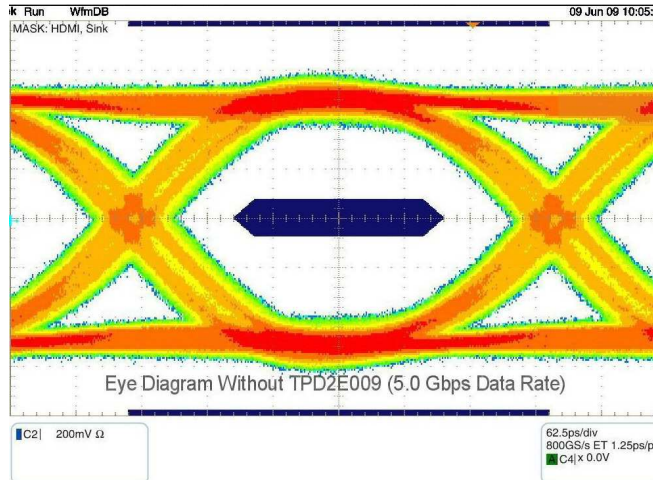 k Run WfmDB 09 Jun 09 10:05:
MASK: HDMI, Sink
Eye Diagram Without TPD2E009 (5.0 Gbps Data Rate)
C2| 200mV Ω
62.5ps/div
800GS/s ET 1.25ps/p
A C4| x 0.0V